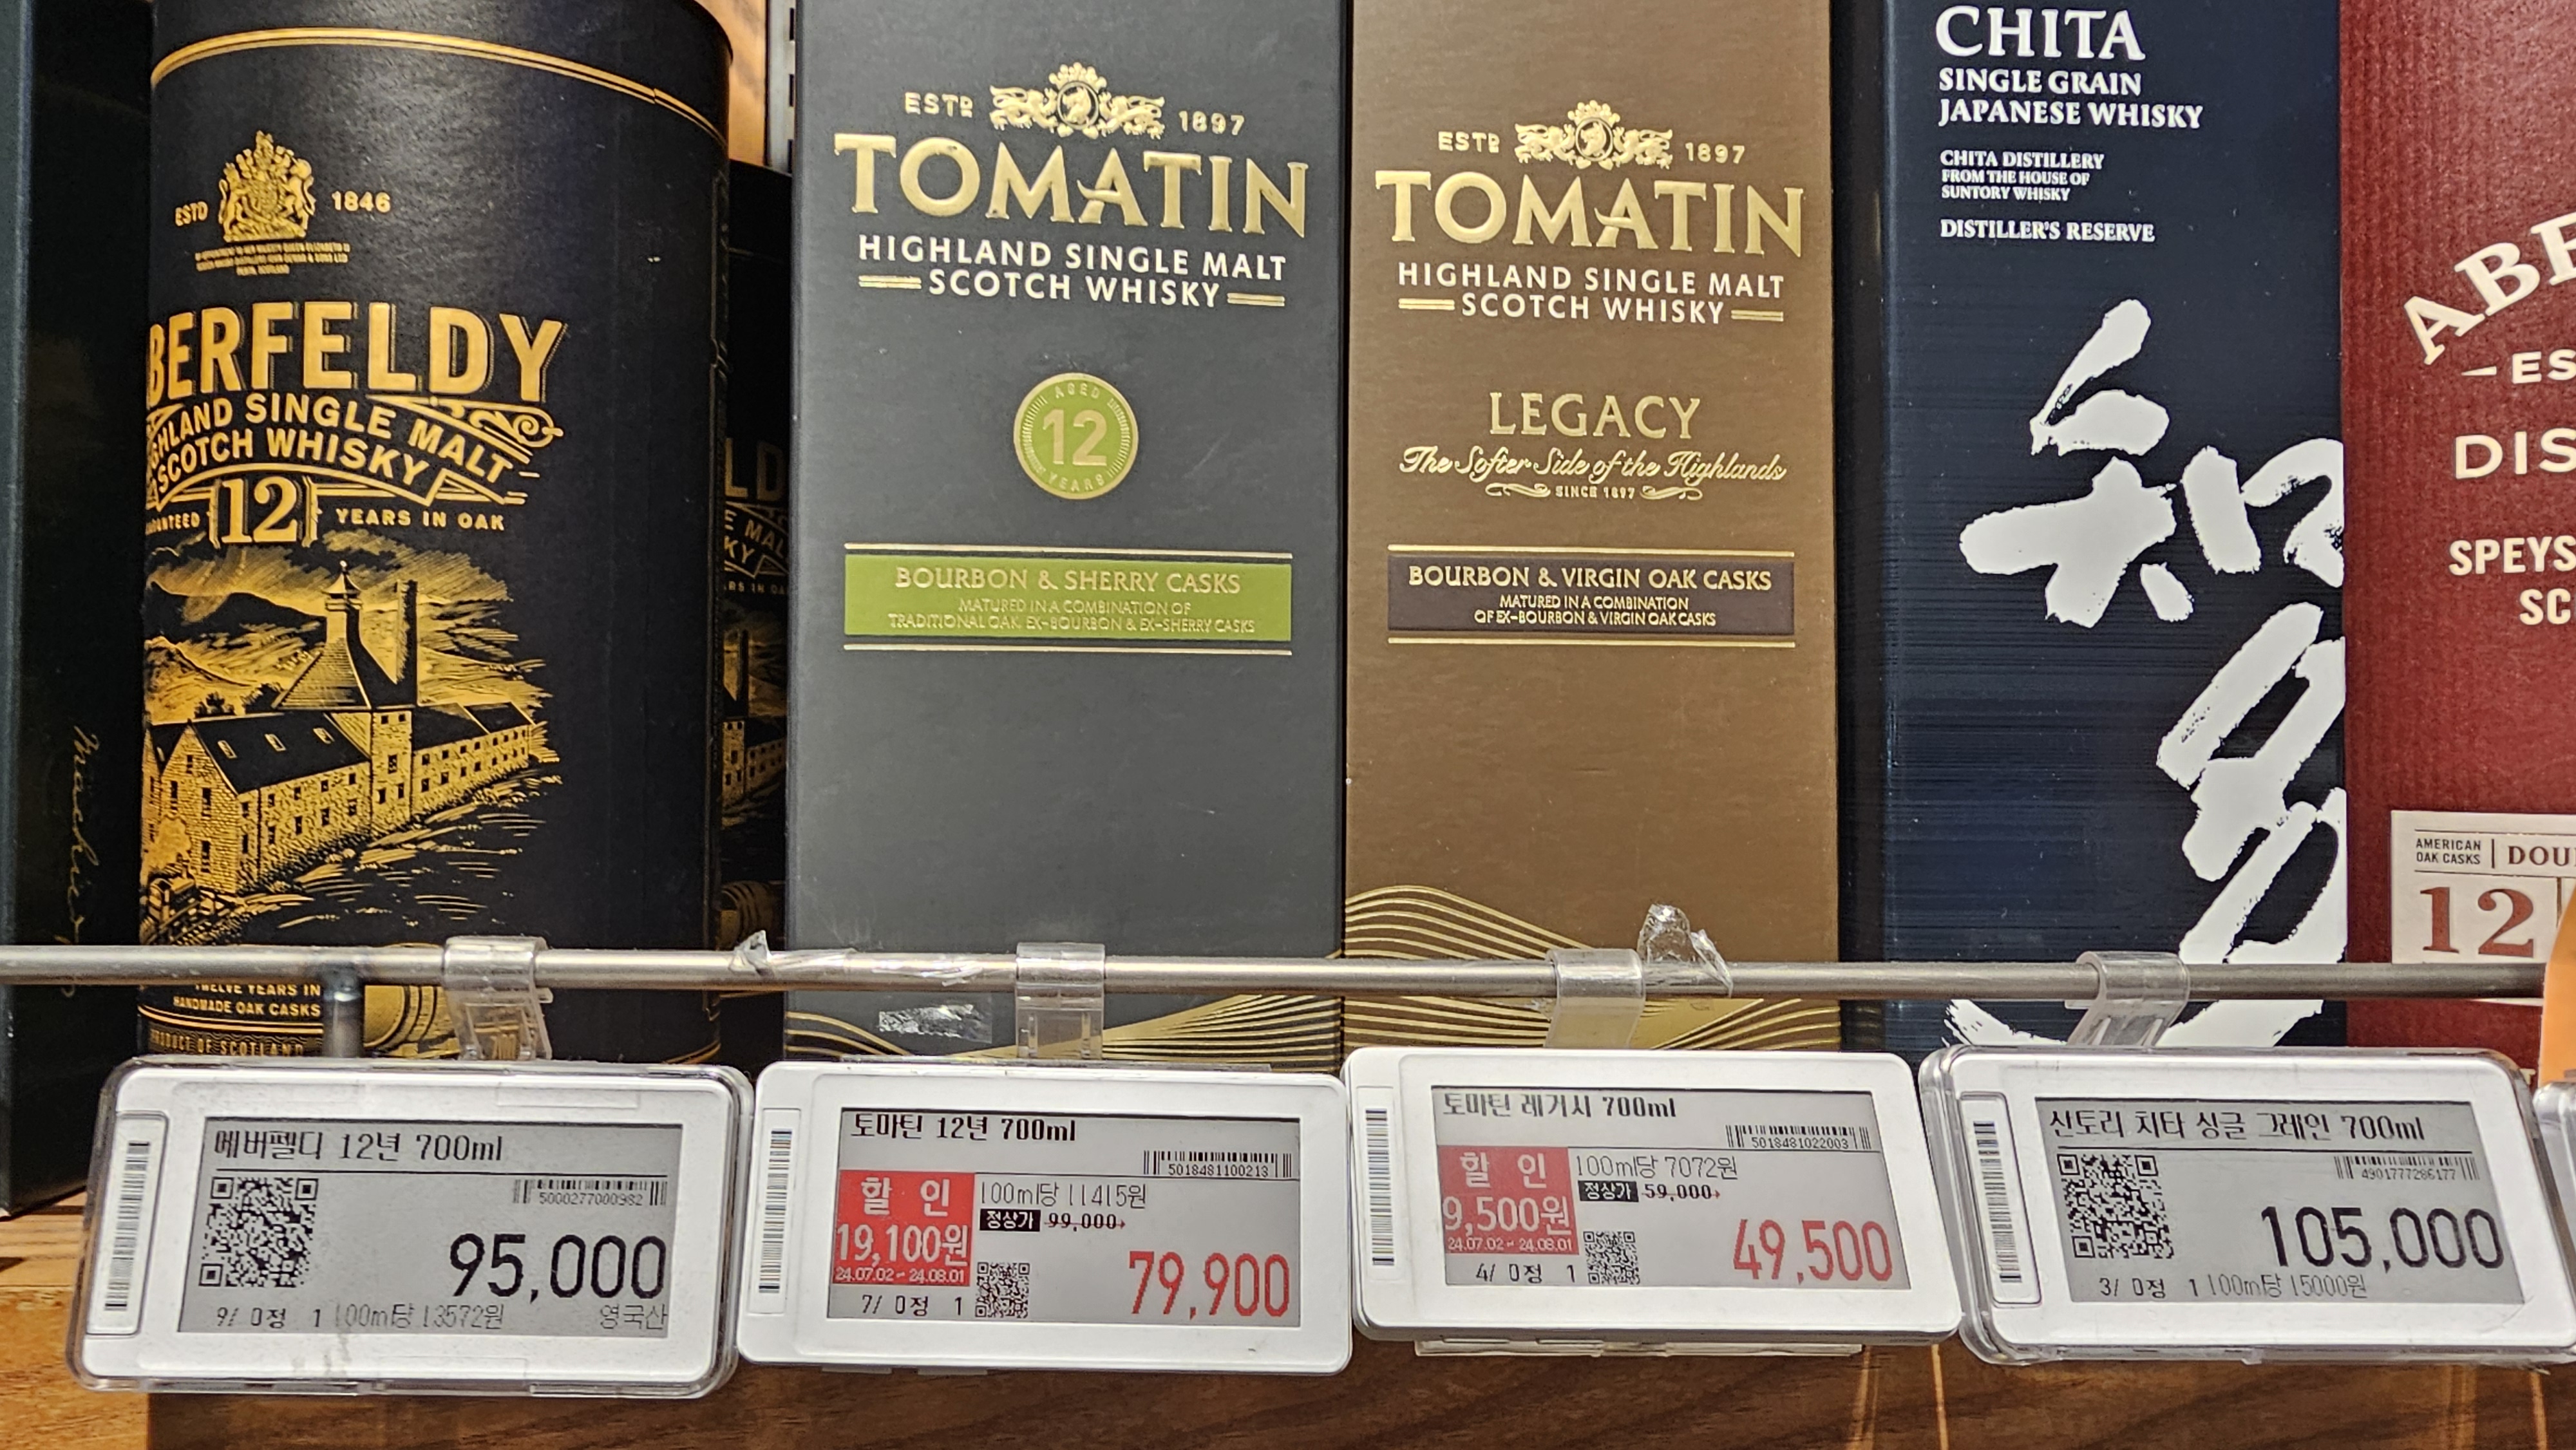 ESTD 1846
BERFELDY
HIGHLAND SINGLE MALT
SCOTCH WHISKY
12 YEARS IN OAK
TWELVE YEARS IN
HANDMADE OAK CASKS
PRODUCT OF SCOTLAND
ESTD 1897
TOMATIN
HIGHLAND SINGLE MALT
SCOTCH WHISKY
AGED
12
YEARS
BOURBON & SHERRY CASKS
MATURED IN A COMBINATION OF
TRADITIONAL OAK, EX-BOURBON & EX-SHERRY CASKS
ESTD 1897
TOMATIN
HIGHLAND SINGLE MALT
SCOTCH WHISKY
LEGACY
The Softer Side of the Highlands
SINCE 1897
BOURBON & VIRGIN OAK CASKS
MATURED IN A COMBINATION
OF EX-BOURBON & VIRGIN OAK CASKS
CHITA
SINGLE GRAIN
JAPANESE WHISKY
CHITA DISTILLERY
FROM THE HOUSE OF
SUNTORY WHISKY
DISTILLER'S RESERVE
知多
ABE
ES
DIS
SPEYS
SC
AMERICAN
OAK CASKS
DOU
12
에버펠디 12년 700ml
5000277000982
95,000
9/ 0정 1 100ml당 13572원 영국산
토마틴 12년 700ml
5018481100213
할 인
19,100원
24.07.02~24.08.01
100ml당 11415원
정상가 99,000
79,900
7/ 0정 1
토마틴 레거시 700ml
5018481022003
할 인
9,500원
24.07.02~24.08.01
100ml당 7072원
정상가 59,000
49,500
4/ 0정 1
산토리 치타 싱글 그레인 700ml
4901777286177
105,000
3/ 0정 1 100ml당 15000원